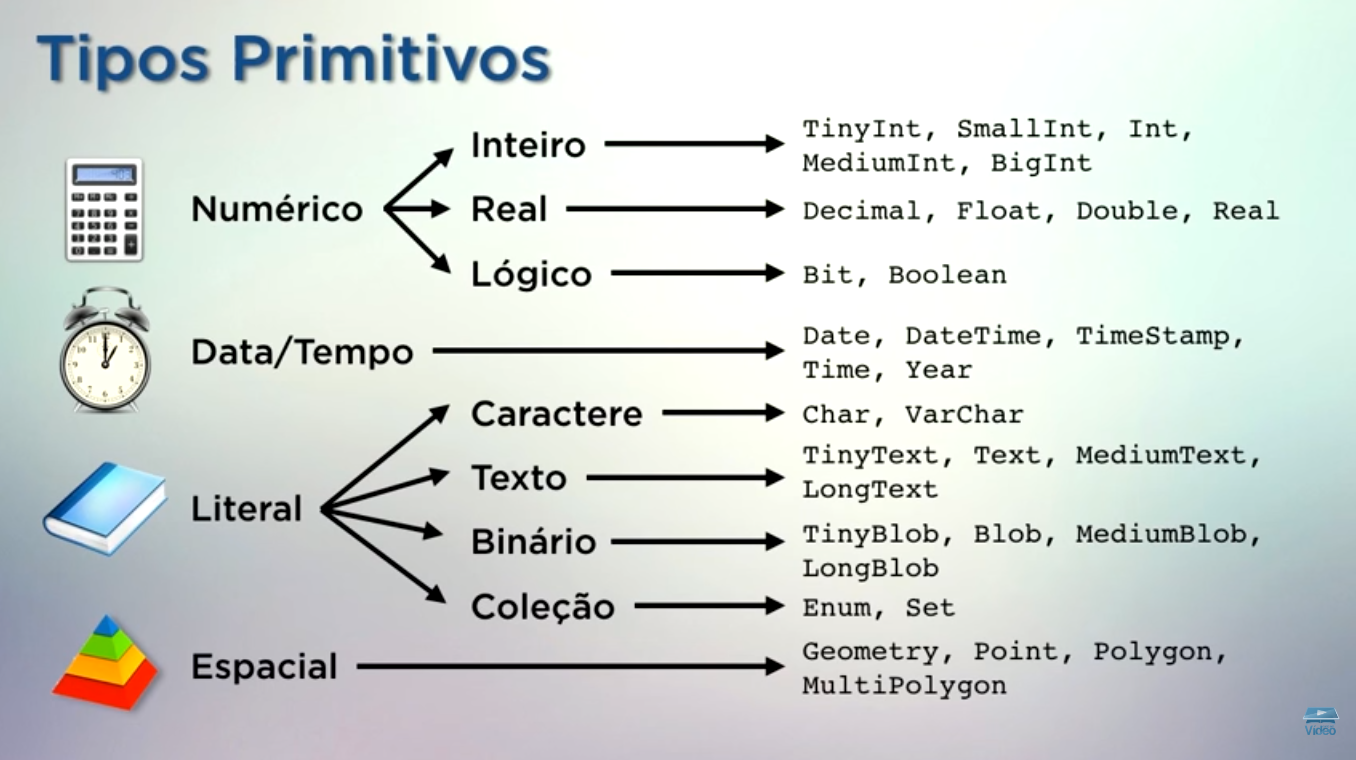 Tipos Primitivos
Inteiro
TinyInt, SmallInt, Int,
MediumInt, BigInt
Numérico
Real
Decimal, Float, Double, Real
Lógico
Bit, Boolean
Data/Tempo
Date, DateTime, TimeStamp,
Time, Year
Caractere
Char, VarChar
Texto
TinyText, Text, MediumText,
LongText
Literal
Binário
TinyBlob, Blob, MediumBlob,
LongBlob
Coleção
Enum, Set
Espacial
Geometry, Point, Polygon,
MultiPolygon
Vídeo